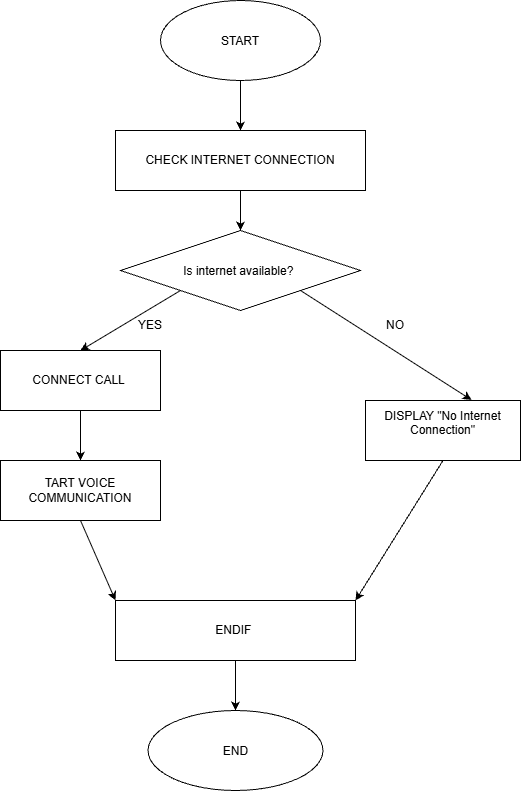 START
CHECK INTERNET CONNECTION
Is internet available?
YES
NO
CONNECT CALL
DISPLAY "No Internet
Connection"
TART VOICE
COMMUNICATION
ENDIF
END